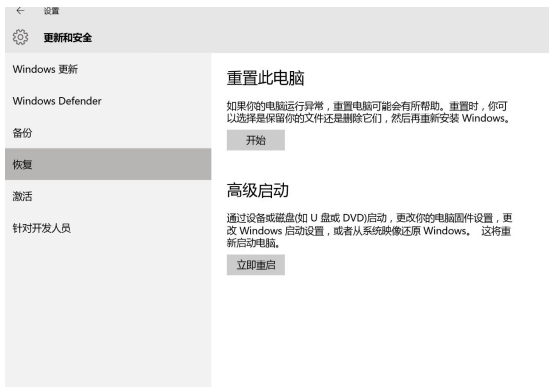 设置
更新和安全
Windows 更新
Windows Defender
备份
恢复
激活
针对开发人员
重置此电脑
如果你的电脑运行异常，重置电脑可能会有所帮助。重置时，你可
以选择是保留你的文件还是删除它们，然后再重新安装 Windows。
开始
高级启动
通过设备或磁盘(如 U 盘或 DVD)启动，更改你的电脑固件设置，更
改 Windows 启动设置，或者从系统映像还原 Windows。 这将重
新启动电脑。
立即重启